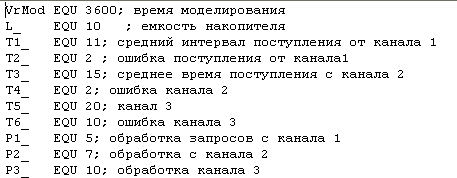 VrMod EQU 3600; время моделирования
L_ EQU 10 ; емкость накопителя
T1_ EQU 11; средний интервал поступления от канала 1
T2_ EQU 2 ; ошибка поступления от канала1
T3_ EQU 15; среднее время поступления с канала 2
T4_ EQU 2; ошибка канала 2
T5_ EQU 20; канал 3
T6_ EQU 10; ошибка канала 3
P1_ EQU 5; обработка запросов с канала 1
P2_ EQU 7; обработка с канала 2
P3_ EQU 10; обработка канала 3